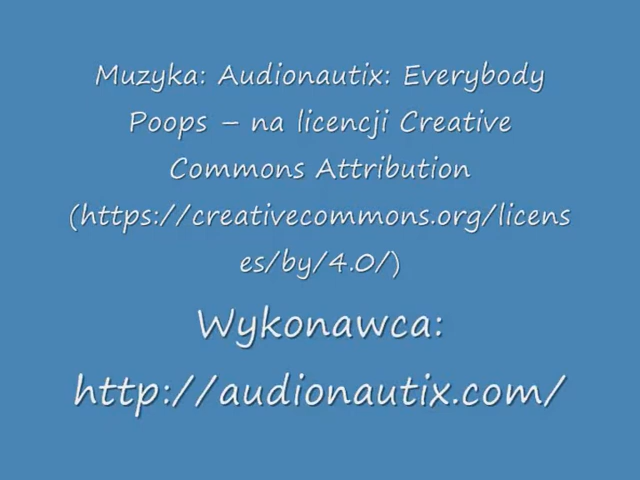 Muzyka: Audionautix: Everybody
Poops – na licencji Creative
Commons Attribution
(https://creativecommons.org/licens
es/by/4.0/)
Wykonawca:
http://audionautix.com/